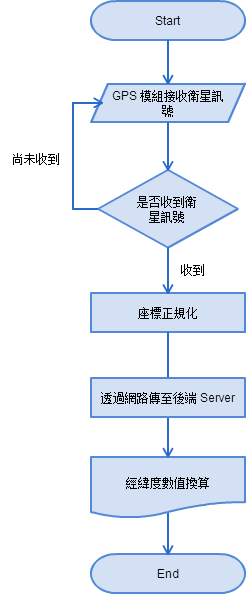 Start
GPS 模組接收衛星訊
號
尚未收到
是否收到衛
星訊號
收到
座標正規化
透過網路傳至後端 Server
經緯度數值換算
End